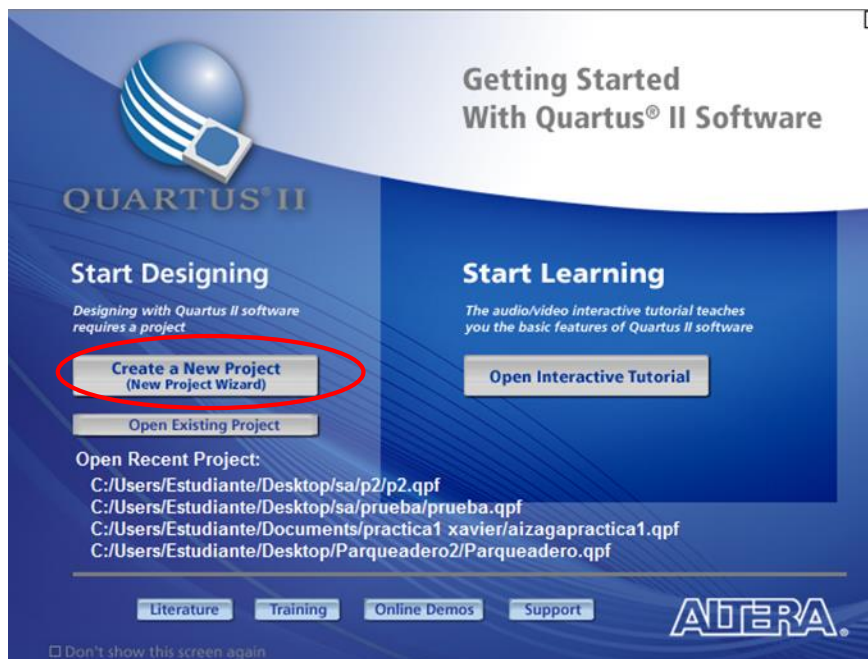 Getting Started
With Quartus® II Software
QUARTUS® II
Start Designing
Designing with Quartus II software
requires a project
Create a New Project
(New Project Wizard)
Open Existing Project
Open Recent Project:
C:/Users/Estudiante/Desktop/sa/p2/p2.qpf
C:/Users/Estudiante/Desktop/sa/prueba/prueba.qpf
C:/Users/Estudiante/Documents/practica1 xavier/aizagapractica1.qpf
C:/Users/Estudiante/Desktop/Parqueadero2/Parqueadero.qpf
Start Learning
The audio/video interactive tutorial teaches
you the basic features of Quartus II software
Open Interactive Tutorial
Literature
Training
Online Demos
Support
ALTERA®
Don't show this screen again